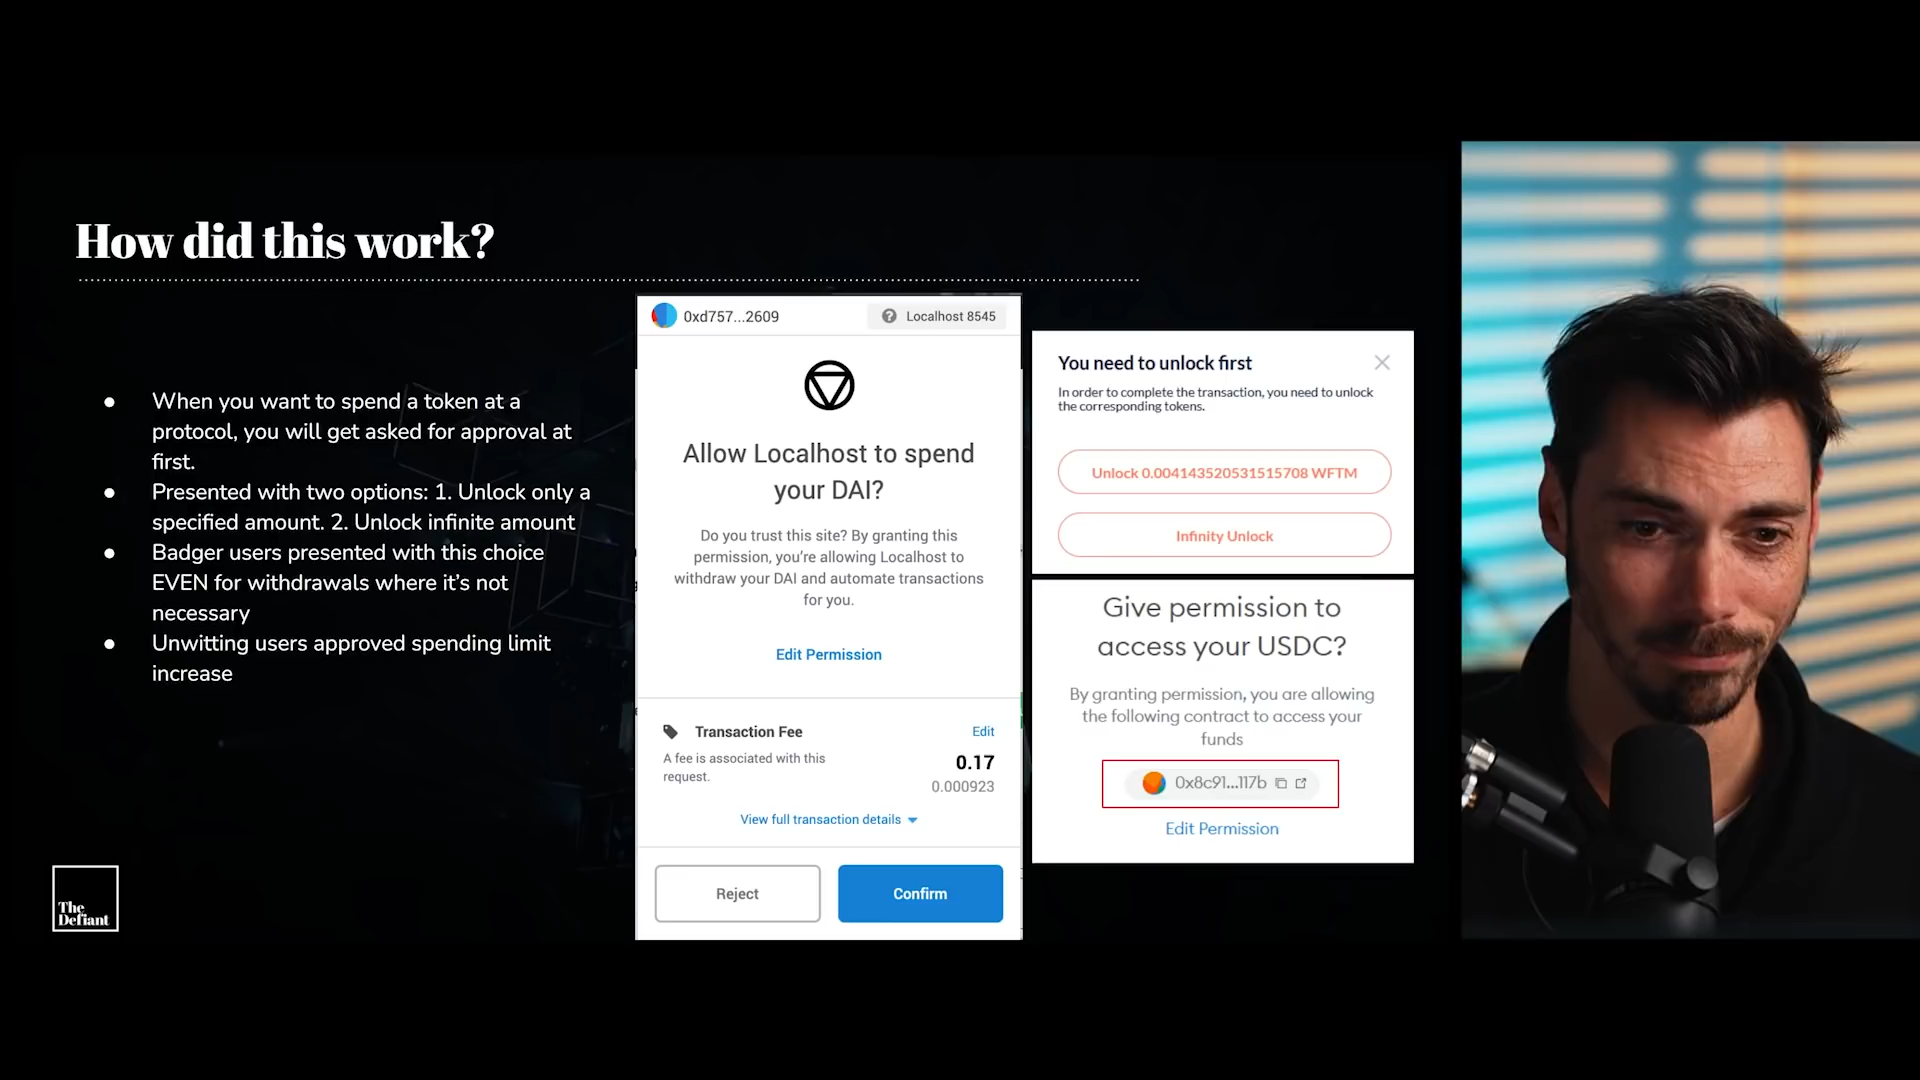 How did this work?
When you want to spend a token at a
protocol, you will get asked for approval at
first.
Presented with two options: 1. Unlock only a
specified amount. 2. Unlock infinite amount
Badger users presented with this choice
EVEN for withdrawals where it's not
necessary
Unwitting users approved spending limit
increase
The
Defiant
0xd757...2609
Localhost 8545
Allow Localhost to spend
your DAI?
Do you trust this site? By granting this
permission, you're allowing Localhost to
withdraw your DAI and automate transactions
for you.
Edit Permission
Transaction Fee
Edit
A fee is associated with this
request.
0.17
0.000923
View full transaction details
Reject
Confirm
You need to unlock first
In order to complete the transaction, you need to unlock
the corresponding tokens.
Unlock 0.004143520531515708 WFTM
Infinity Unlock
Give permission to
access your USDC?
By granting permission, you are allowing
the following contract to access your
funds
0x8c91...117b
Edit Permission